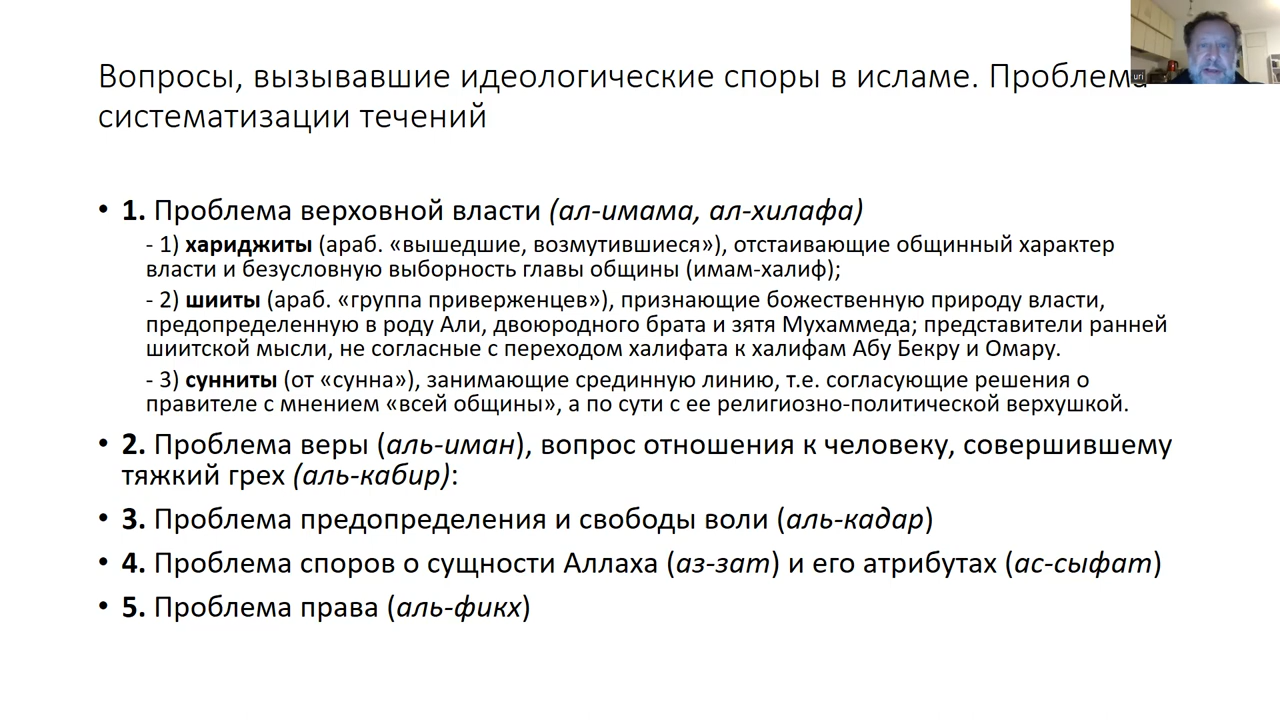 Вопросы, вызывавшие идеологические споры в исламе. Проблема
систематизации течений
uri
• 1. Проблема верховной власти (ал-имама, ал-хилафа)
- 1) хариджиты (араб. «вышедшие, возмутившиеся»), отстаивающие общинный характер
власти и безусловную выборность главы общины (имам-халиф);
- 2) шииты (араб. «группа приверженцев»), признающие божественную природу власти,
предопределенную в роду Али, двоюродного брата и зятя Мухаммеда; представители ранней
шиитской мысли, не согласные с переходом халифата к халифам Абу Бекру и Омару.
- 3) сунниты (от «сунна»), занимающие срединную линию, т.е. согласующие решения о
правителе с мнением «всей общины», а по сути с ее религиозно-политической верхушкой.
• 2. Проблема веры (аль-иман), вопрос отношения к человеку, совершившему
тяжкий грех (аль-кабир):
• 3. Проблема предопределения и свободы воли (аль-кадар)
• 4. Проблема споров о сущности Аллаха (аз-зат) и его атрибутах (ас-сыфат)
• 5. Проблема права (аль-фикх)